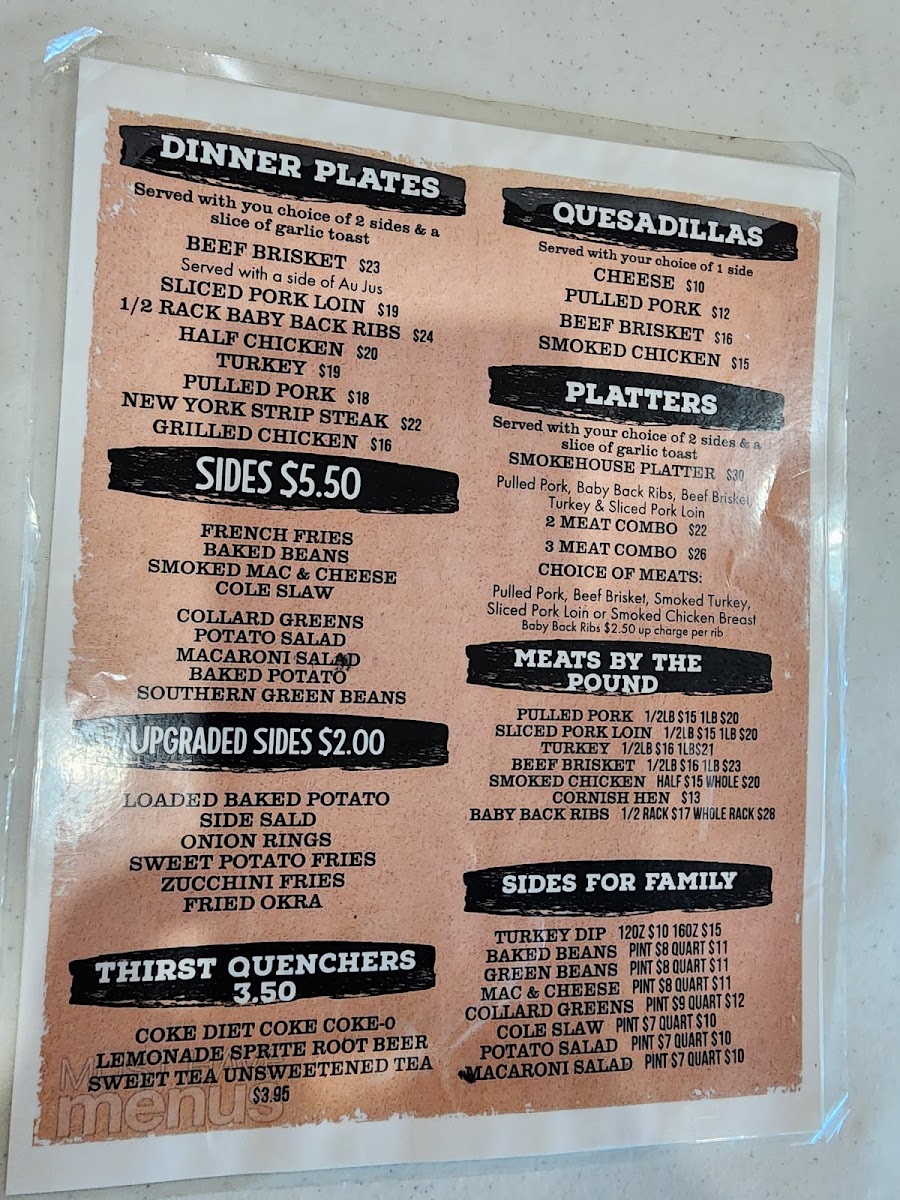 DINNER PLATES
Served with you choice of 2 sides & a
slice of garlic toast
BEEF BRISKET $23
Served with a side of Au Jus
SLICED PORK LOIN $19
1/2 RACK BABY BACK RIBS $24
HALF CHICKEN $20
TURKEY $19
PULLED PORK $18
NEW YORK STRIP STEAK $22
GRILLED CHICKEN $16
SIDES $5.50
FRENCH FRIES
BAKED BEANS
SMOKED MAC & CHEESE
COLE SLAW
COLLARD GREENS
POTATO SALAD
MACARONI SALAD
BAKED POTATO
SOUTHERN GREEN BEANS
UPGRADED SIDES $2.00
LOADED BAKED POTATO
SIDE SALD
ONION RINGS
SWEET POTATO FRIES
ZUCCHINI FRIES
FRIED OKRA
THIRST QUENCHERS
3.50
COKE DIET COKE COKE-0
LEMONADE SPRITE ROOT BEER
SWEET TEA UNSWEETENED TEA
$3.95
menus
QUESADILLAS
Served with your choice of 1 side
CHEESE $10
PULLED PORK $12
BEEF BRISKET $16
SMOKED CHICKEN $15
PLATTERS
Served with your choice of 2 sides & a
slice of garlic toast
SMOKEHOUSE PLATTER $30
Pulled Pork, Baby Back Ribs, Beef Brisket,
Turkey & Sliced Pork Loin
2 MEAT COMBO $22
3 MEAT COMBO $26
CHOICE OF MEATS:
Pulled Pork, Beef Brisket, Smoked Turkey,
Sliced Pork Loin or Smoked Chicken Breast
Baby Back Ribs $2.50 up charge per rib
MEATS BY THE
POUND
PULLED PORK 1/2LB $15 1LB $20
SLICED PORK LOIN 1/2LB $15 1LB $20
TURKEY 1/2LB $16 1LB$21
BEEF BRISKET 1/2LB $16 1LB $23
SMOKED CHICKEN HALF $15 WHOLE $20
CORNISH HEN $13
BABY BACK RIBS 1/2 RACK $17 WHOLE RACK $28
SIDES FOR FAMILY
TURKEY DIP 12OZ $10 16OZ $15
BAKED BEANS PINT $8 QUART $11
GREEN BEANS PINT $8 QUART $11
MAC & CHEESE PINT $8 QUART $11
COLLARD GREENS PINT $9 QUART $12
COLE SLAW PINT $7 QUART $10
POTATO SALAD PINT $7 QUART $10
MACARONI SALAD PINT $7 QUART $10